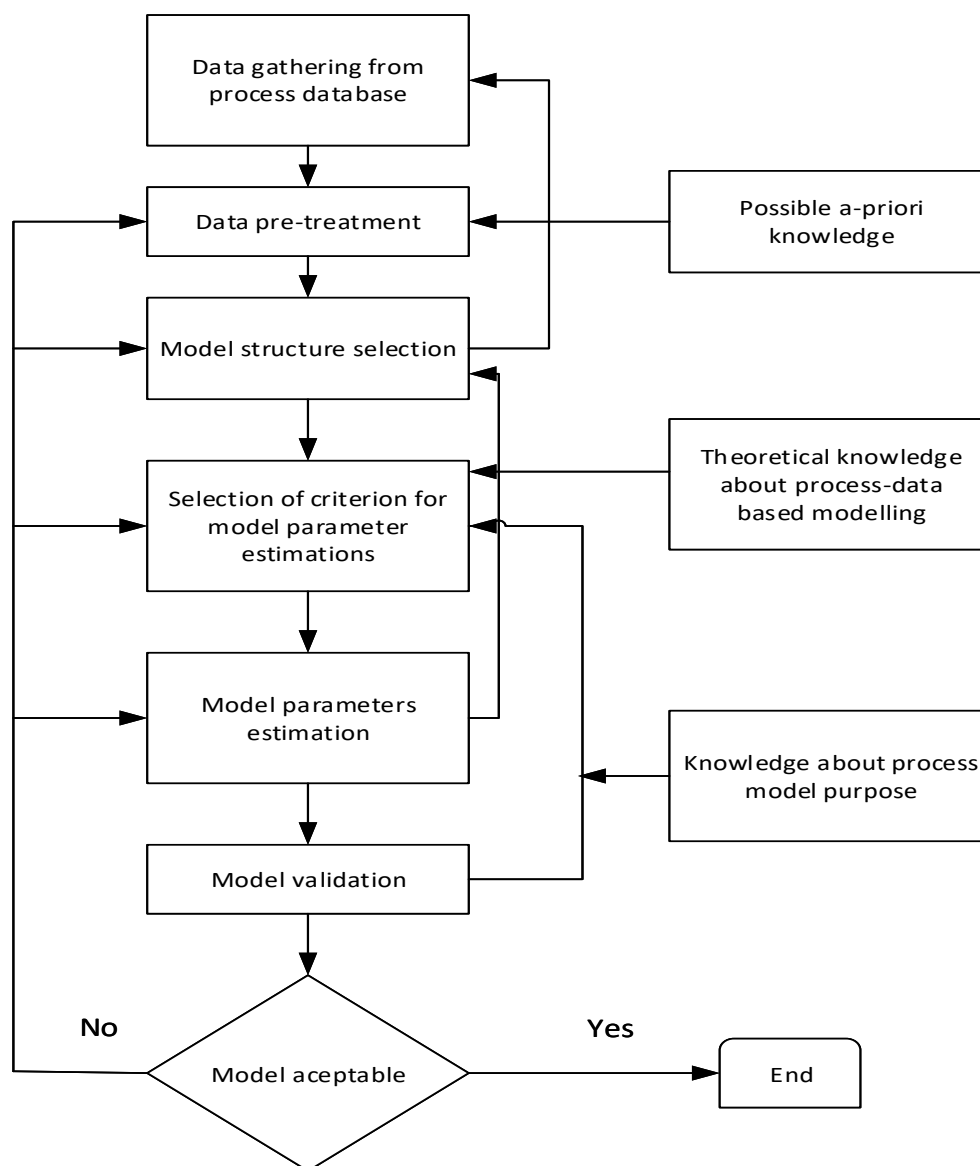 Data gathering from
process database
Data pre-treatment
Possible a-priori
knowledge
Model structure selection
Theoretical knowledge
about process-data
based modelling
Selection of criterion for
model parameter
estimations
Model parameters
estimation
Knowledge about process
model purpose
Model validation
No
Yes
Model aceptable
End